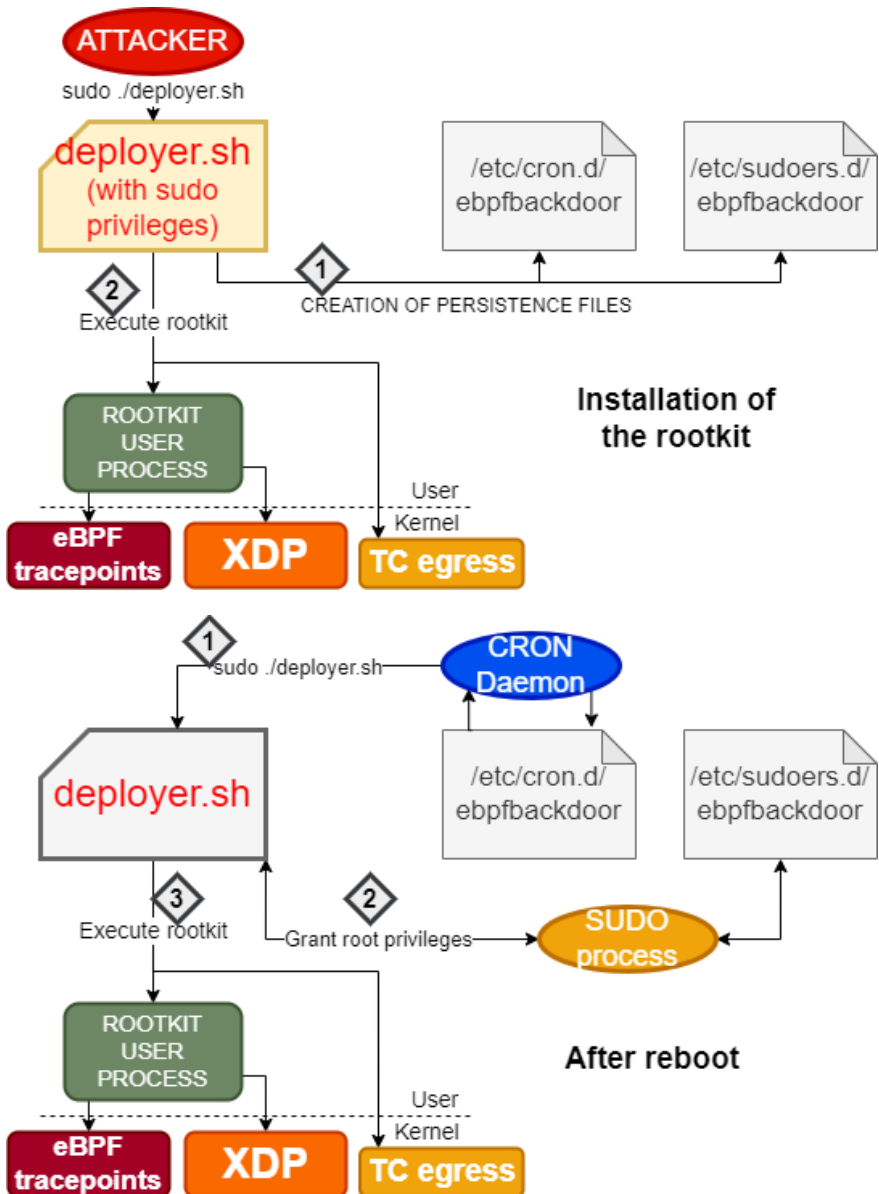 ATTACKER
sudo ./deployer.sh
deployer.sh
(with sudo
privileges)
/etc/cron.d/
ebpfbackdoor
/etc/sudoers.d/
ebpfbackdoor
1
CREATION OF PERSISTENCE FILES
2
Execute rootkit
Installation of
the rootkit
ROOTKIT
USER
PROCESS
User
Kernel
eBPF
tracepoints
XDP
TC egress
1
sudo ./deployer.sh
CRON
Daemon
deployer.sh
/etc/cron.d/
ebpfbackdoor
/etc/sudoers.d/
ebpfbackdoor
3
Execute rootkit
2
Grant root privileges
SUDO
process
ROOTKIT
USER
PROCESS
After reboot
User
Kernel
eBPF
tracepoints
XDP
TC egress